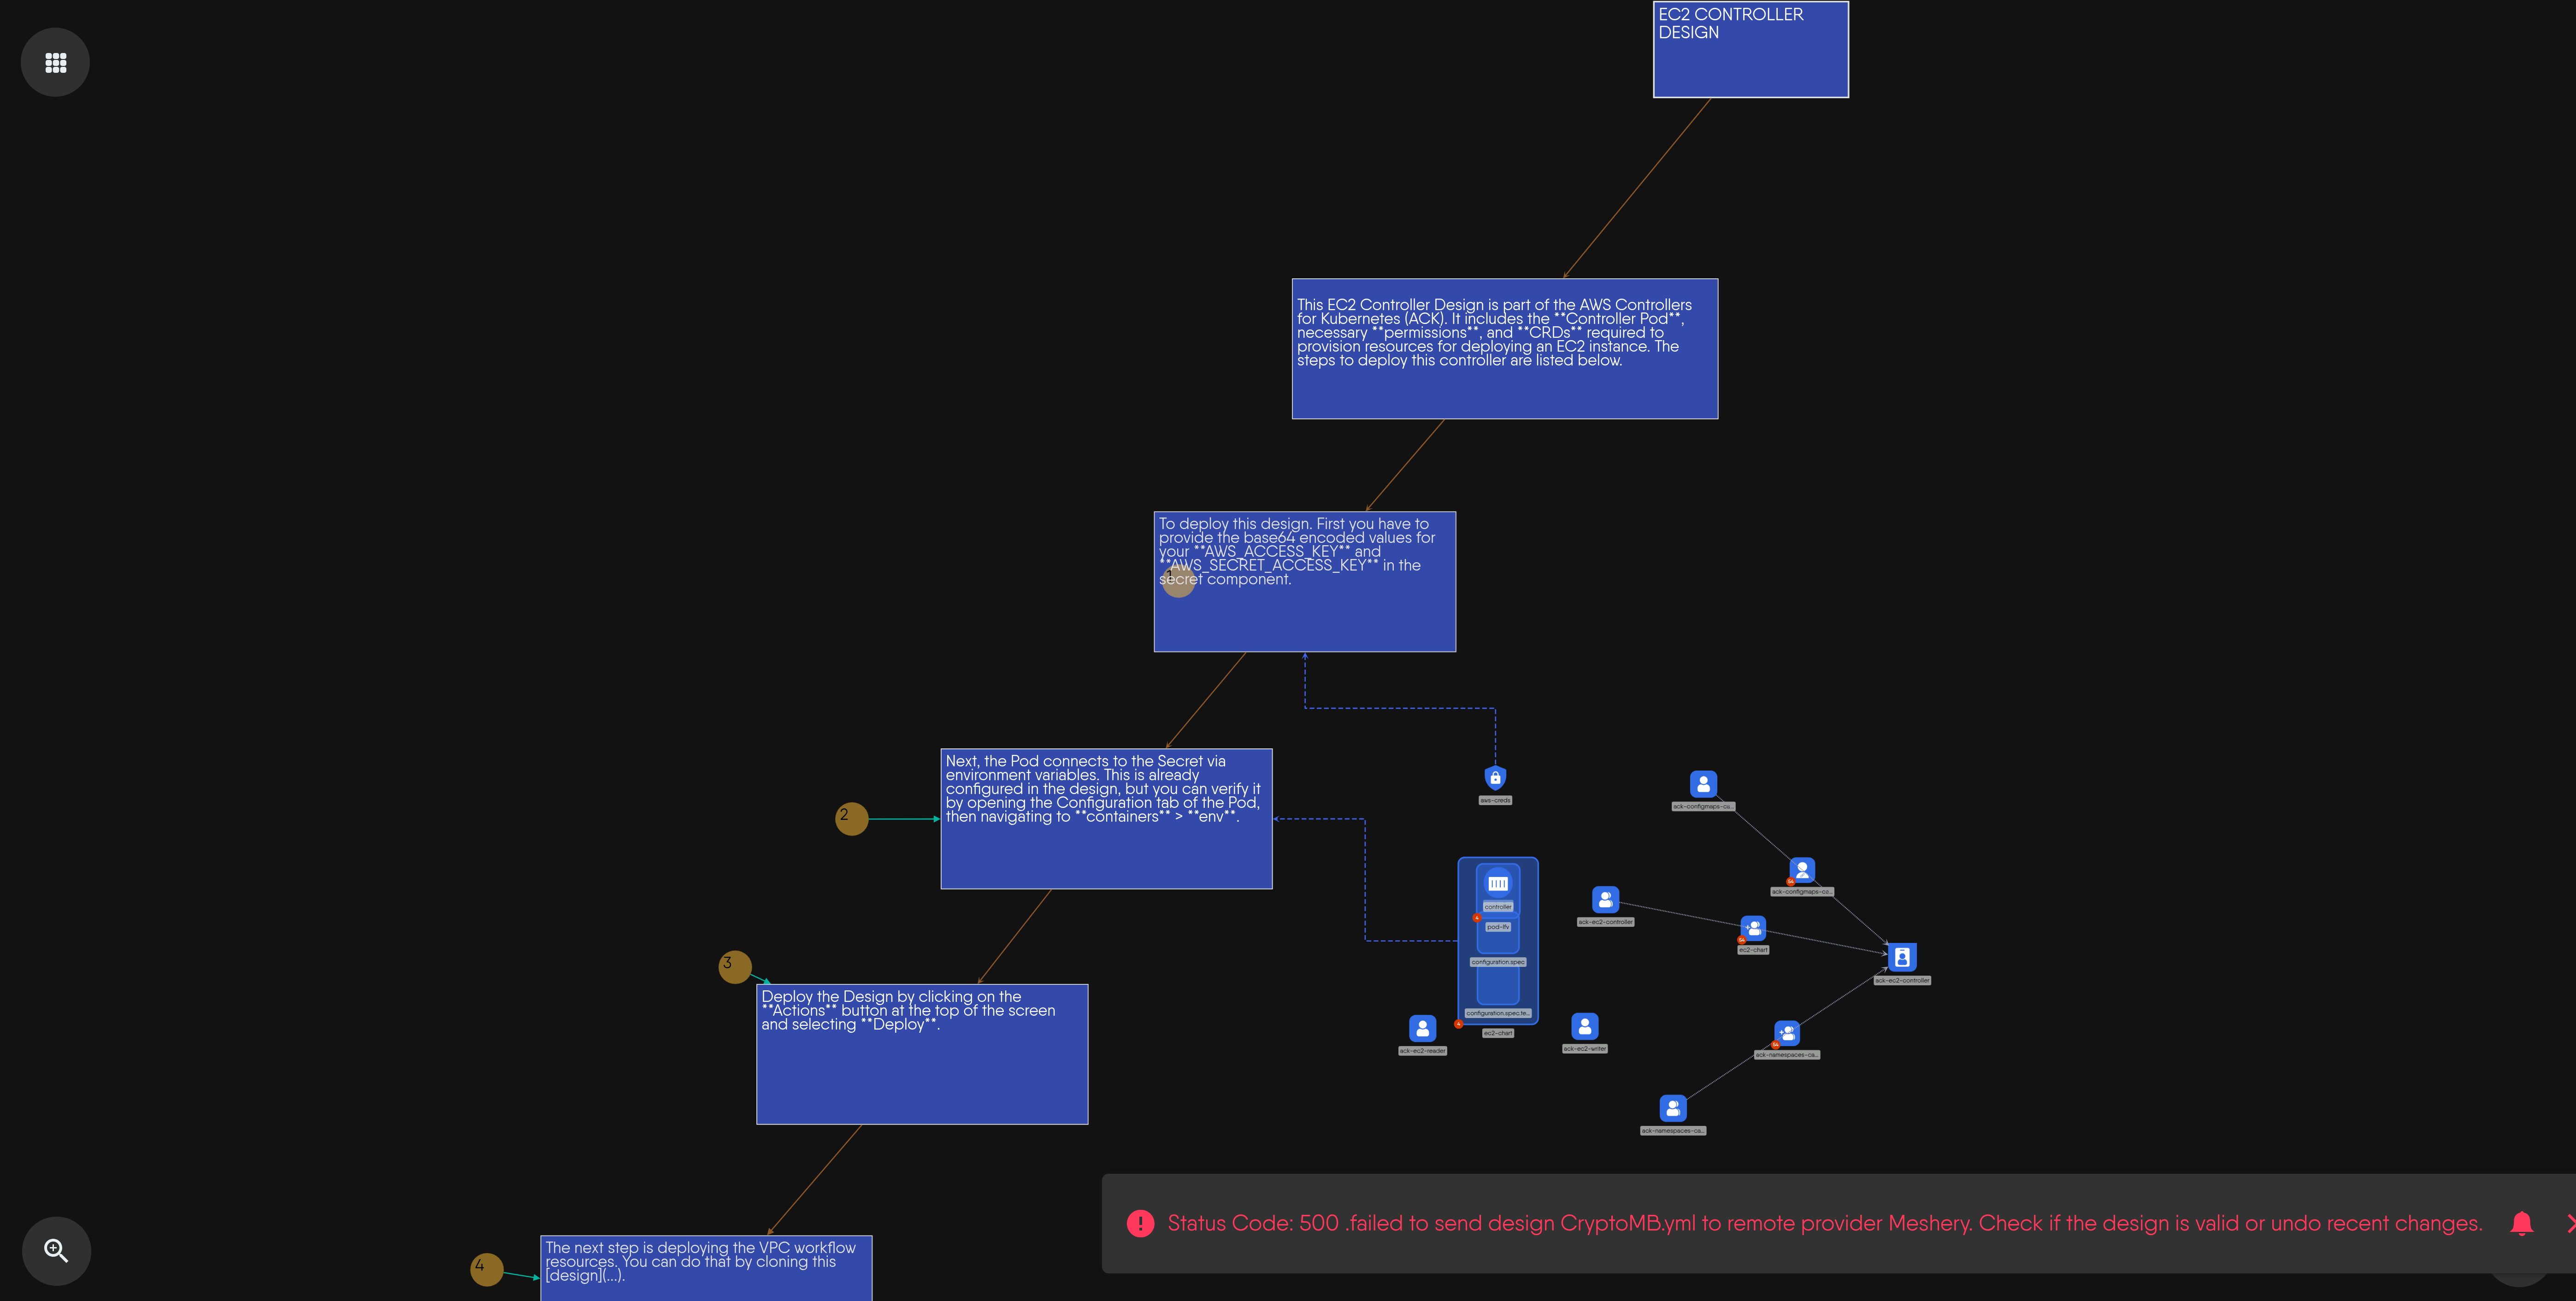 EC2 CONTROLLER
DESIGN
This EC2 Controller Design is part of the AWS Controllers
for Kubernetes (ACK). It includes the **Controller Pod**,
necessary **permissions**, and **CRDs** required to
provision resources for deploying an EC2 instance. The
steps to deploy this controller are listed below.
To deploy this design. First you have to
provide the base64 encoded values for
your **AWS_ACCESS_KEY** and
**AWS_SECRET_ACCESS_KEY** in the
secret component.
1
Next, the Pod connects to the Secret via
environment variables. This is already
configured in the design, but you can verify it
by opening the Configuration tab of the Pod,
then navigating to **containers** > **env**.
2
aws-creds
ack-configmaps-cu...
ack-configmaps-co...
controller
4
pod-lfv
ack-ec2-controller
54
ec2-chart
configuration.spec
ack-ec2-controller
3
Deploy the Design by clicking on the
**Actions** button at the top of the screen
and selecting **Deploy**.
configuration.spec.te...
4
ec2-chart
ack-ec2-reader
ack-ec2-writer
54
ack-namespaces-ca...
ack-namespaces-ca...
Status Code: 500 .failed to send design CryptoMB.yml to remote provider Meshery. Check if the design is valid or undo recent changes.
4
The next step is deploying the VPC workflow
resources. You can do that by cloning this
[design](...).